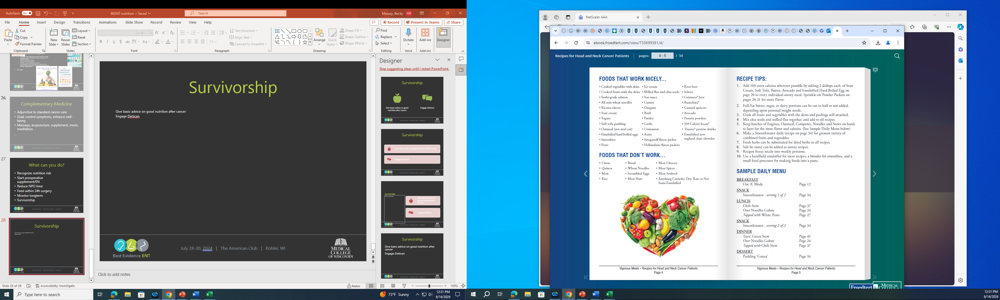 AutoSave On
BEENT nutrition • Saved
Search
Massey, Becky MB
File Home Insert Design Transitions Animations Slide Show Record Review View Help
Record Present in Teams Share
Paste
Cut
Copy
Format Painter
Clipboard
New Slide
Reuse Slides
Layout
Reset
Section
Slides
9
Font
Text Direction
Align Text
Convert to SmartArt
Paragraph
Arrange
Quick Styles
Shape Fill
Shape Outline
Shape Effects
Drawing
Find
Replace
Select
Editing
Dictate
Voice
Add-ins
Add-ins
Designer
26
Complementary Medicine
• Adjunctive to standard cancer care
• Goal: control symptoms, enhance well-
being
• Massage, acupuncture, supplement, music,
meditation
27
What can you do?
• Recognize nutrition risk
• Start preoperative
supplement/EN
• Reduce NPO time
• Feed within 24h surgery
• Monitor longterm
• Survivorship
28
Survivorship
Survivorship
Give basic advice on good nutrition after cancer
Engage Dietican
Best Evidence ENT
July 28-30, 2024 | The American Club | Kohler, WI
MEDICAL
COLLEGE
OF WISCONSIN
Click to add notes
Designer
Stop suggesting ideas until I restart PowerPoint.
Survivorship
Give basic advice on good
nutrition after cancer
Engage Dietican
Survivorship
Give basic advice on good nutrition after cancer
Engage Dietican
Survivorship
Click to add text
Give basic advice on
good nutrition after
cancer
Engage Dietican
Survivorship
Give basic advice on good nutrition after
cancer
Engage Dietican
Slide 28 of 28
Accessibility: Investigate
Notes
100%
Type here to search
73°F Sunny
12:31 PM
6/14/2024
NetScaler AAA
ebook.froedtert.com/view/733699381/4/
Recipes for Head and Neck Cancer Patients | pages: 4 - 5 / 54
FOODS THAT WORK NICELY...
• Cooked vegetables with skins
• Cooked fruits with the skins
• Sushi-grade salmon
• All non-wheat noodles
• Ricotta cheese
• Sour cream
• Yogurt
• Soft tofu pudding
• Oatmeal (not steel cut)
• Emulsified hard boiled eggs
• Smoothies
• Pesto
• Ice cream
• Milled flax and chia seeds
• Soy sauce
• Cumin
• Oregano
• Basil
• Parsley
• Garlic
• Cinnamon
• Anise
• Stroganoff flavor packet
• Hollandaise flavor packets
• Root beer
• Seltzer
• Guinness® beer
• Rumchata®
• Canned apricots
• Avocado
• Protein powders
• 350 Calorie boost®
• Ensure® protein drinks
• Emulsified new
england clam chowder
FOODS THAT DON'T WORK...
• Citrus
• Quinoa
• Meat
• Rice
• Bread
• Wheat Noodles
• Scrambled Eggs
• Most Nuts
• Most Cheeses
• Most Spices
• Most Seafood
• Anything Crunchy, Dry, Raw or Not
Semi-Emulsified
Vigorous Meals • Recipes for Head and Neck Cancer Patients
Page 4
RECIPE TIPS:
1. Add 100 extra calories wherever possible by adding 2 dollops each, of Sour
Cream, Soft Tofu, Butter, Avocado and Emulsified Hard Boiled Egg on
page 20 to every individual savory meal. Sprinkle-on Powder Packets on
pages 20-21 for more flavor.
2. Full-Fat butter, sugar, or dairy portions can be cut in half or not added,
depending upon personal weight needs.
3. Cook all fruits and vegetables with the skins and peelings still attached.
4. Mix chia seeds and milled flax together, and add to all recipes.
5. Keep batches of Engines, Oatmeal, Compotes, Noodles and Stews on hand,
to layer for the most flavor and calories. (See Sample Daily Menu below)
6. Make a Smoothinator daily (recipe on page 34) for greatest variety of
combined fruits and vegetables.
7. Fresh herbs can be substituted for dried herbs in all recipes.
8. Salt (to taste) can be added to savory recipes.
9. Recipes freeze nicely into weekly portions.
10. Use a handheld emulsifier for most recipes, a blender for smoothies, and a
small food processor for making foods into a paste.
SAMPLE DAILY MENU
BREAKFAST
Oat 'A' Mode Page 12
SNACK
Smoothinator - serving 1 of 2 Page 34
LUNCH
Chili Stew Page 37
Over Noodles Galore Page 24
Topped with White Pesto Page 27
SNACK
Smoothinator - serving 2 of 2 Page 34
DINNER
Turn' Green Stew Page 45
Over Noodles Galore Page 24
Topped with Chili Stew Page 37
DESSERT
Pudding 'Ganza' Page 16
Vigorous Meals • Recipes for Head and Neck Cancer Patients
Page 5
Froedtert & MEDICAL
12:31 PM
6/14/2024